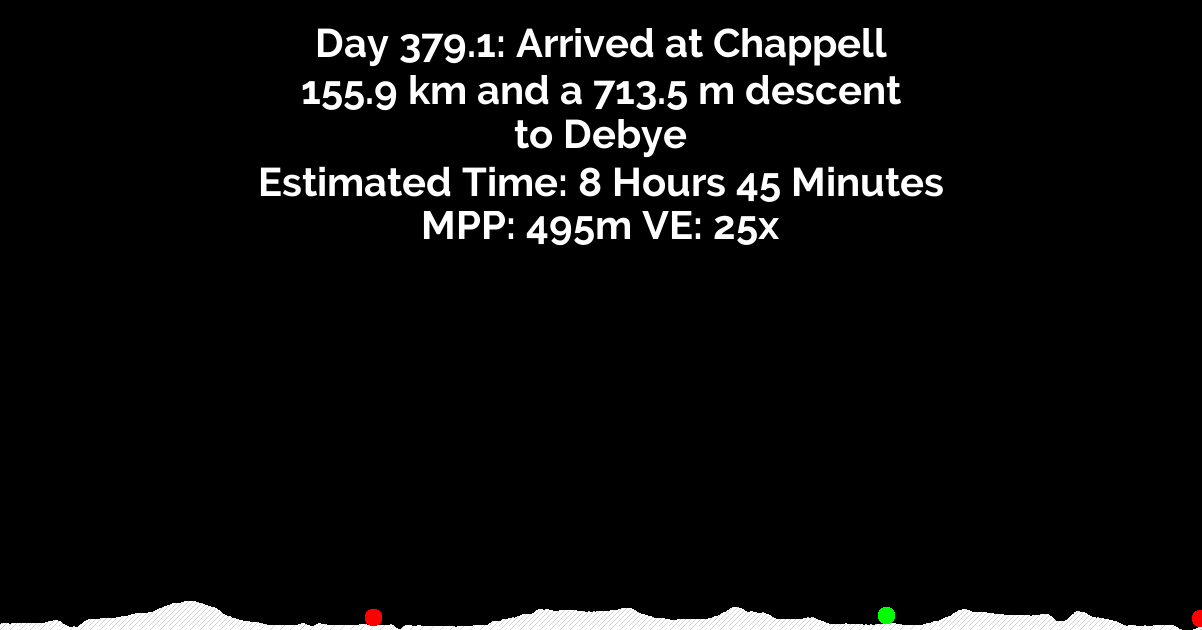 Day 379.1: Arrived at Chappell
155.9 km and a 713.5 m descent
to Debye
Estimated Time: 8 Hours 45 Minutes
MPP: 495m VE: 25x